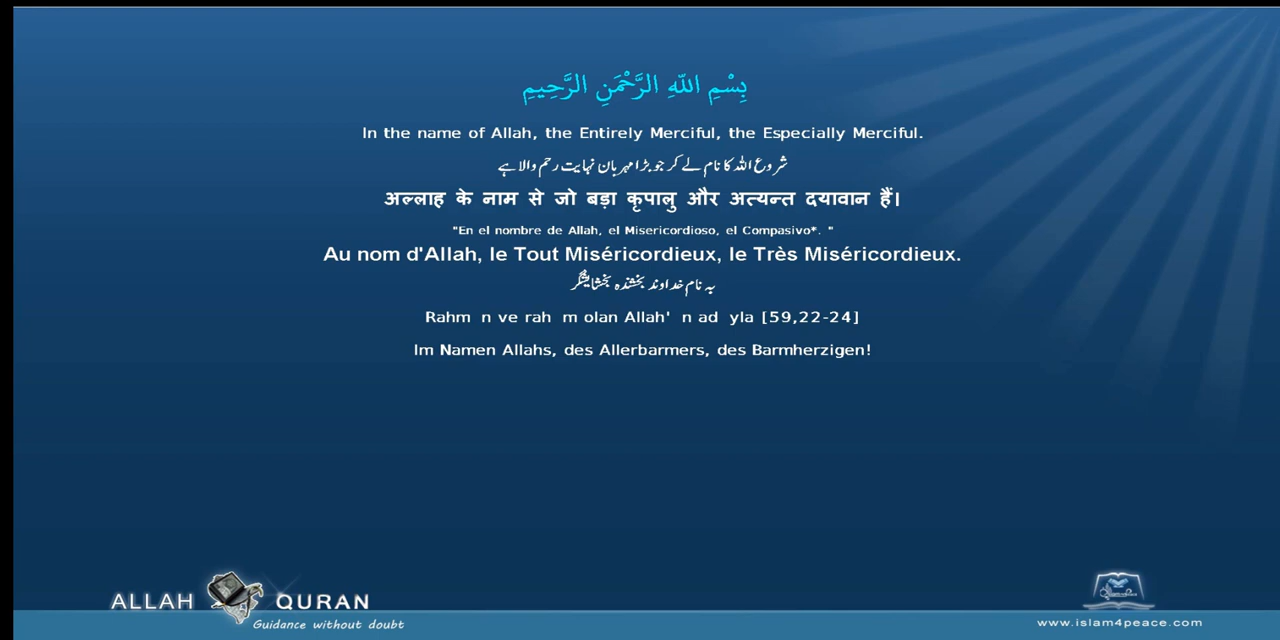 بِسْمِ اللّهِ الرَّحْمَنِ الرَّحِيمِ
In the name of Allah, the Entirely Merciful, the Especially Merciful.
شروع الله کا نام لے کر جو بڑا مہربان نہایت رحم والا ہے
अल्लाह के नाम से जो बड़ा कृपालु और अत्यन्त दयावान हैं।
"En el nombre de Allah, el Misericordioso, el Compasivo*. "
Au nom d'Allah, le Tout Miséricordieux, le Très Miséricordieux.
به نام خداوند بخشنده بخشایشگر
Rahm n ve rah m olan Allah' n ad yla [59,22-24]
Im Namen Allahs, des Allerbarmers, des Barmherzigen!
ALLAH QURAN
Guidance without doubt
www.islam4peace.com